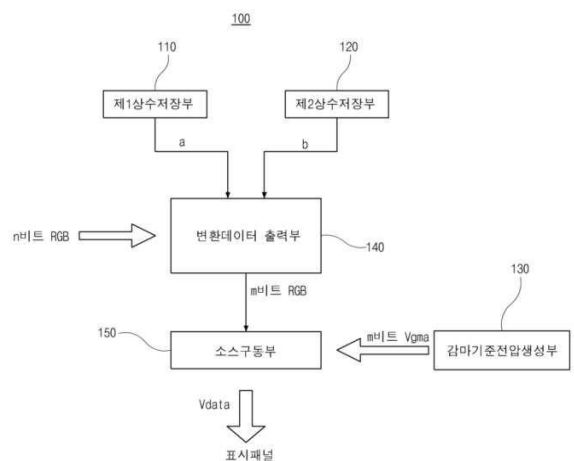 100
110
120
제1상수저장부
제2상수저장부
a
b
n비트 RGB
변환데이터 출력부
140
m비트 RGB
130
150
소스구동부
m비트 Vgma
감마기준전압생성부
Vdata
표시패널